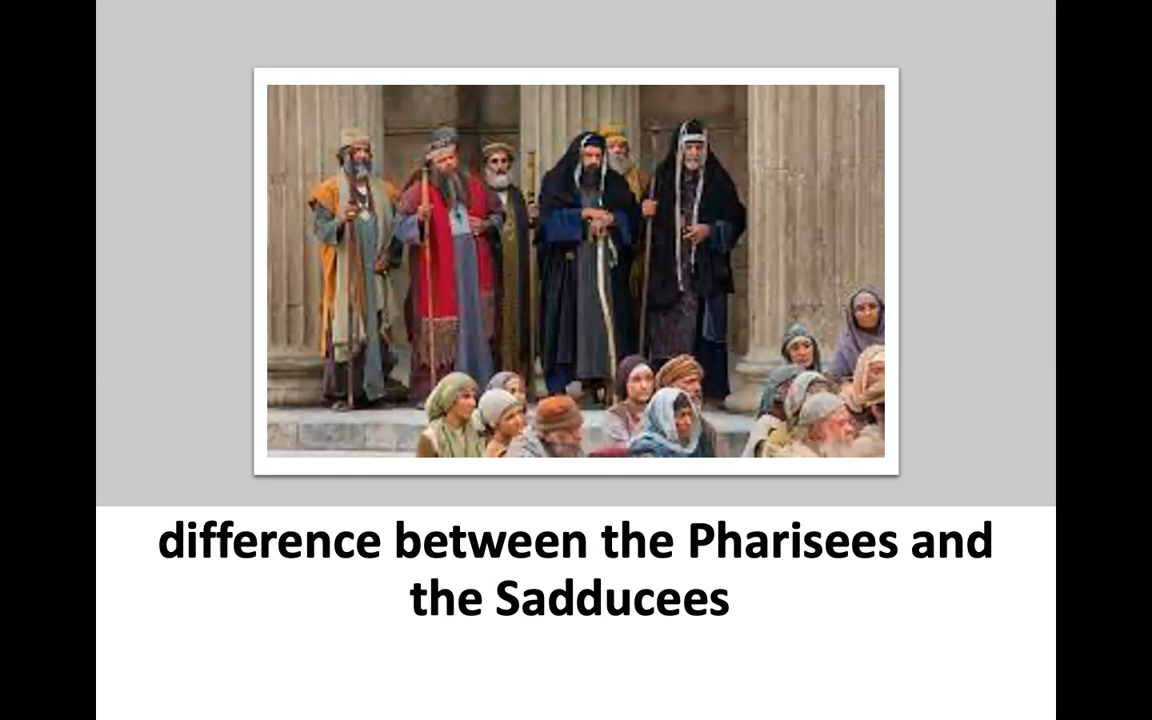 difference between the Pharisees and
the Sadducees